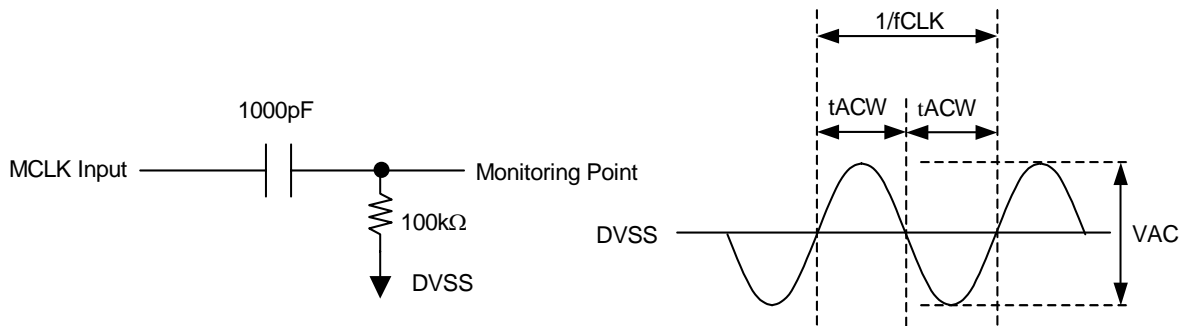 1000pF
MCLK Input
Monitoring Point
100kΩ
DVSS
1/fCLK
tACW
tACW
DVSS
VAC